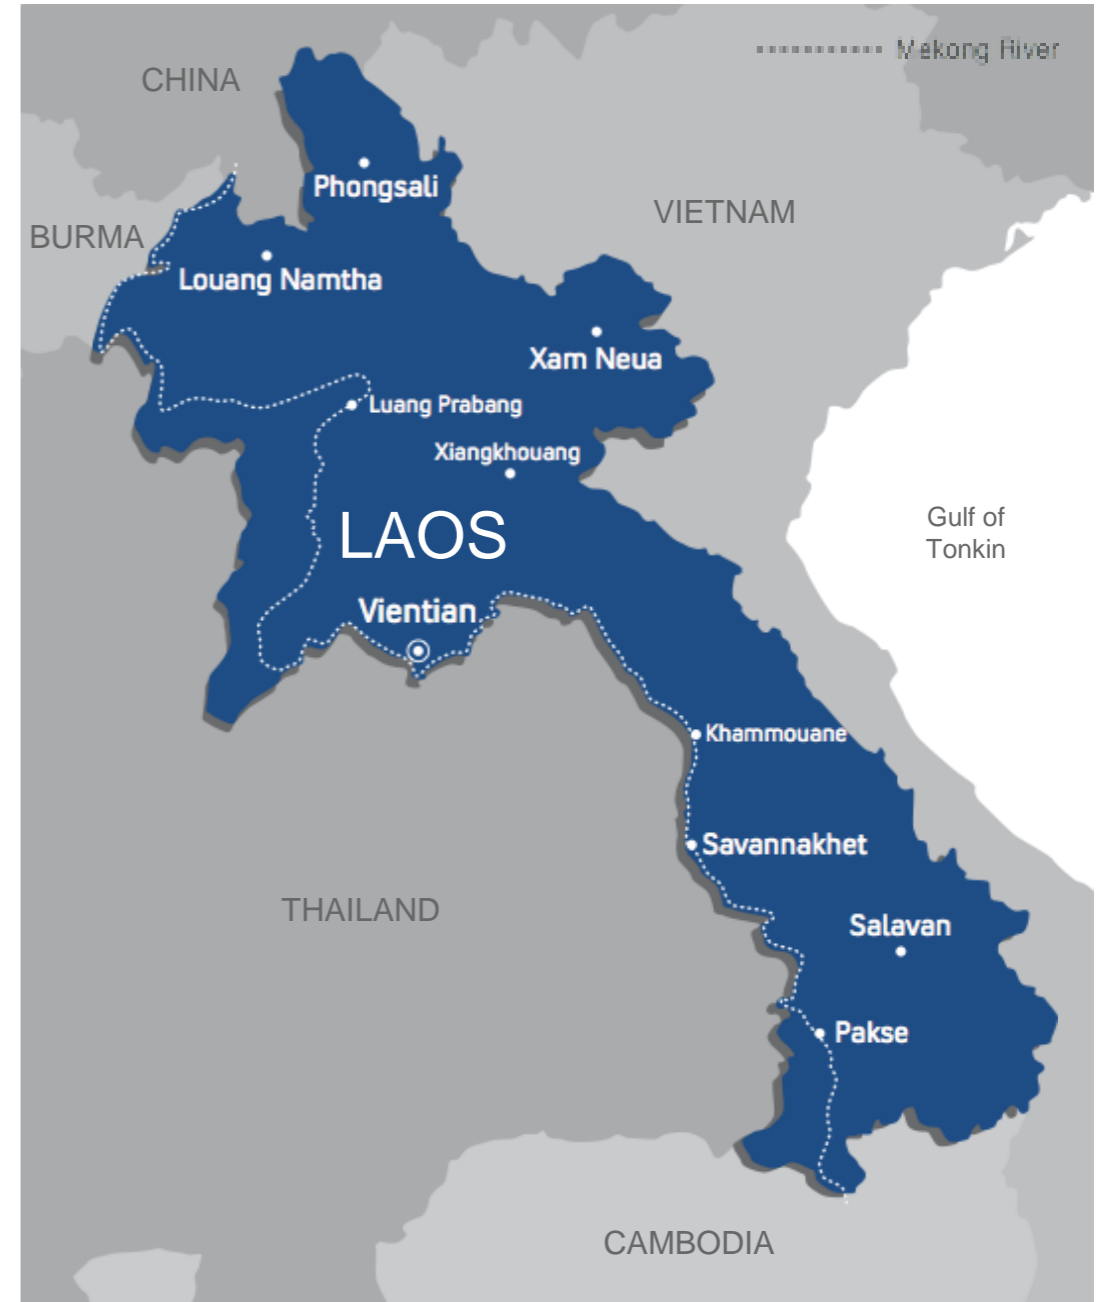 Mekong River
CHINA
Phongsali
VIETNAM
BURMA
Louang Namtha
Xam Neua
Luang Prabang
Xiangkhouang
LAOS
Gulf of
Tonkin
Vientian
Khammouane
Savannakhet
THAILAND
Salavan
Pakse
CAMBODIA